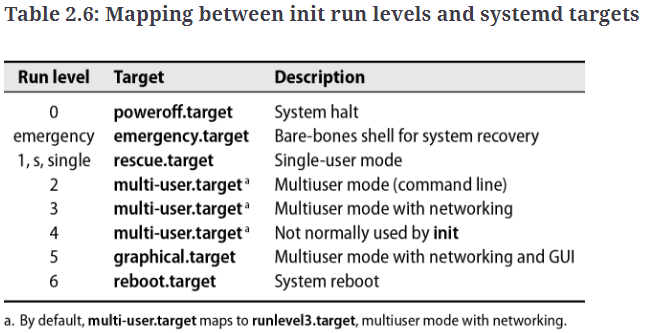 Table 2.6: Mapping between init run levels and systemd targets
Run level Target Description
0 poweroff.target System halt
emergency emergency.target Bare-bones shell for system recovery
1, s, single rescue.target Single-user mode
2 multi-user.target a Multiuser mode (command line)
3 multi-user.target a Multiuser mode with networking
4 multi-user.target a Not normally used by init
5 graphical.target Multiuser mode with networking and GUI
6 reboot.target System reboot
a. By default, multi-user.target maps to runlevel3.target, multiuser mode with networking.